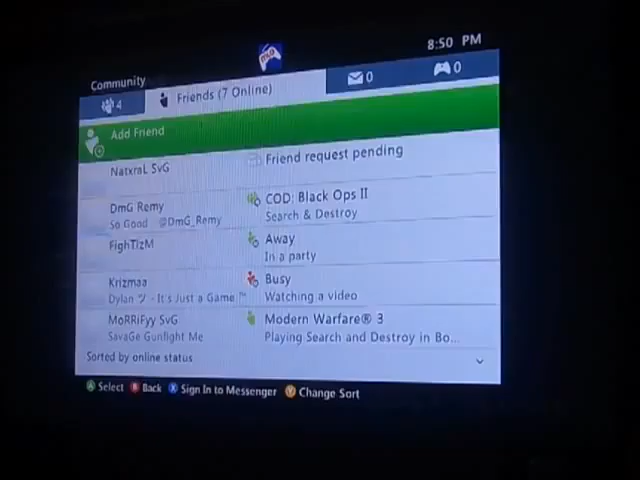 8:50 PM
Community
4
Friends (7 Online)
0
0
Add Friend
NatxraL SvG
Friend request pending
DmG Remy
So Good @DmG_Remy
COD: Black Ops II
Search & Destroy
FighTizM
Away
In a party
Krizmaa
Dylan ツ - It's Just a Game ™
Busy
Watching a video
MoRRiFyy SvG
SavaGe Gunfight Me
Modern Warfare® 3
Playing Search and Destroy in Bo...
Sorted by online status
A Select B Back X Sign In to Messenger Y Change Sort